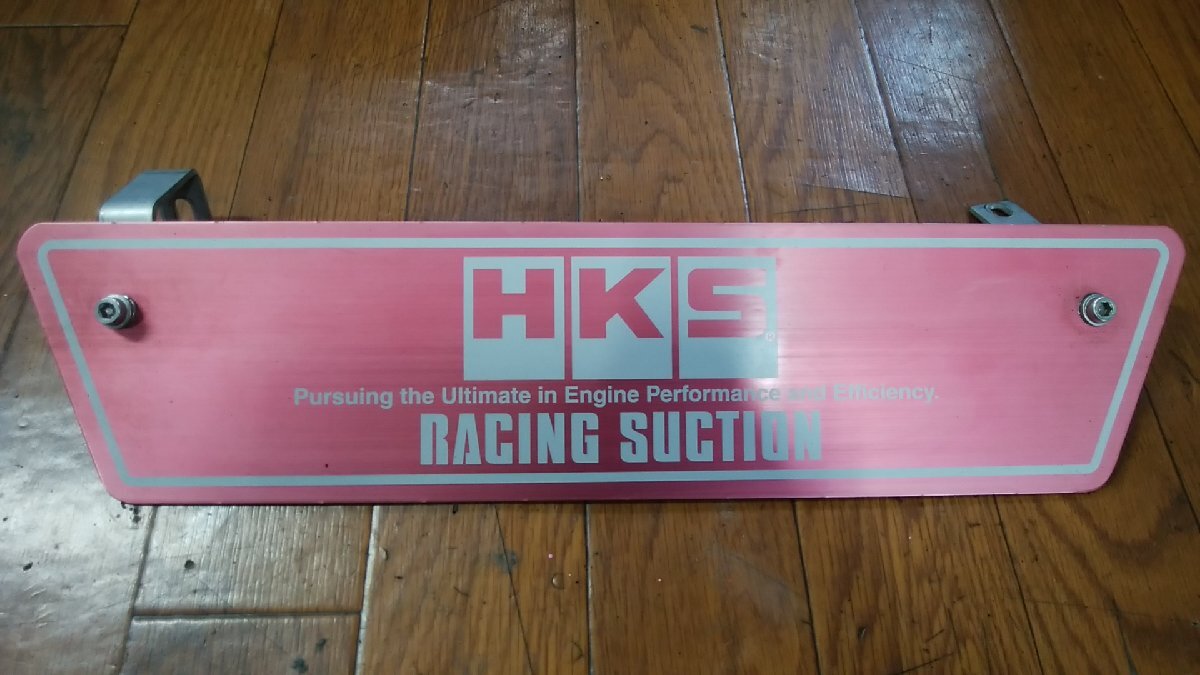 HKS®
Pursuing the Ultimate in Engine Performance and Efficiency.
RACING SUCTION